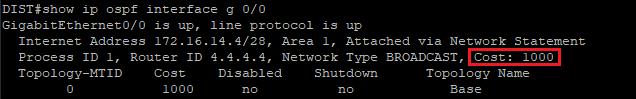 DIST#show ip ospf interface g 0/0
GigabitEthernet0/0 is up, line protocol is up
Internet Address 172.16.14.4/28, Area 1, Attached via Network Statement
Process ID 1, Router ID 4.4.4.4, Network Type BROADCAST, Cost: 1000
Topology-MTID Cost Disabled Shutdown Topology Name
0 1000 no no Base